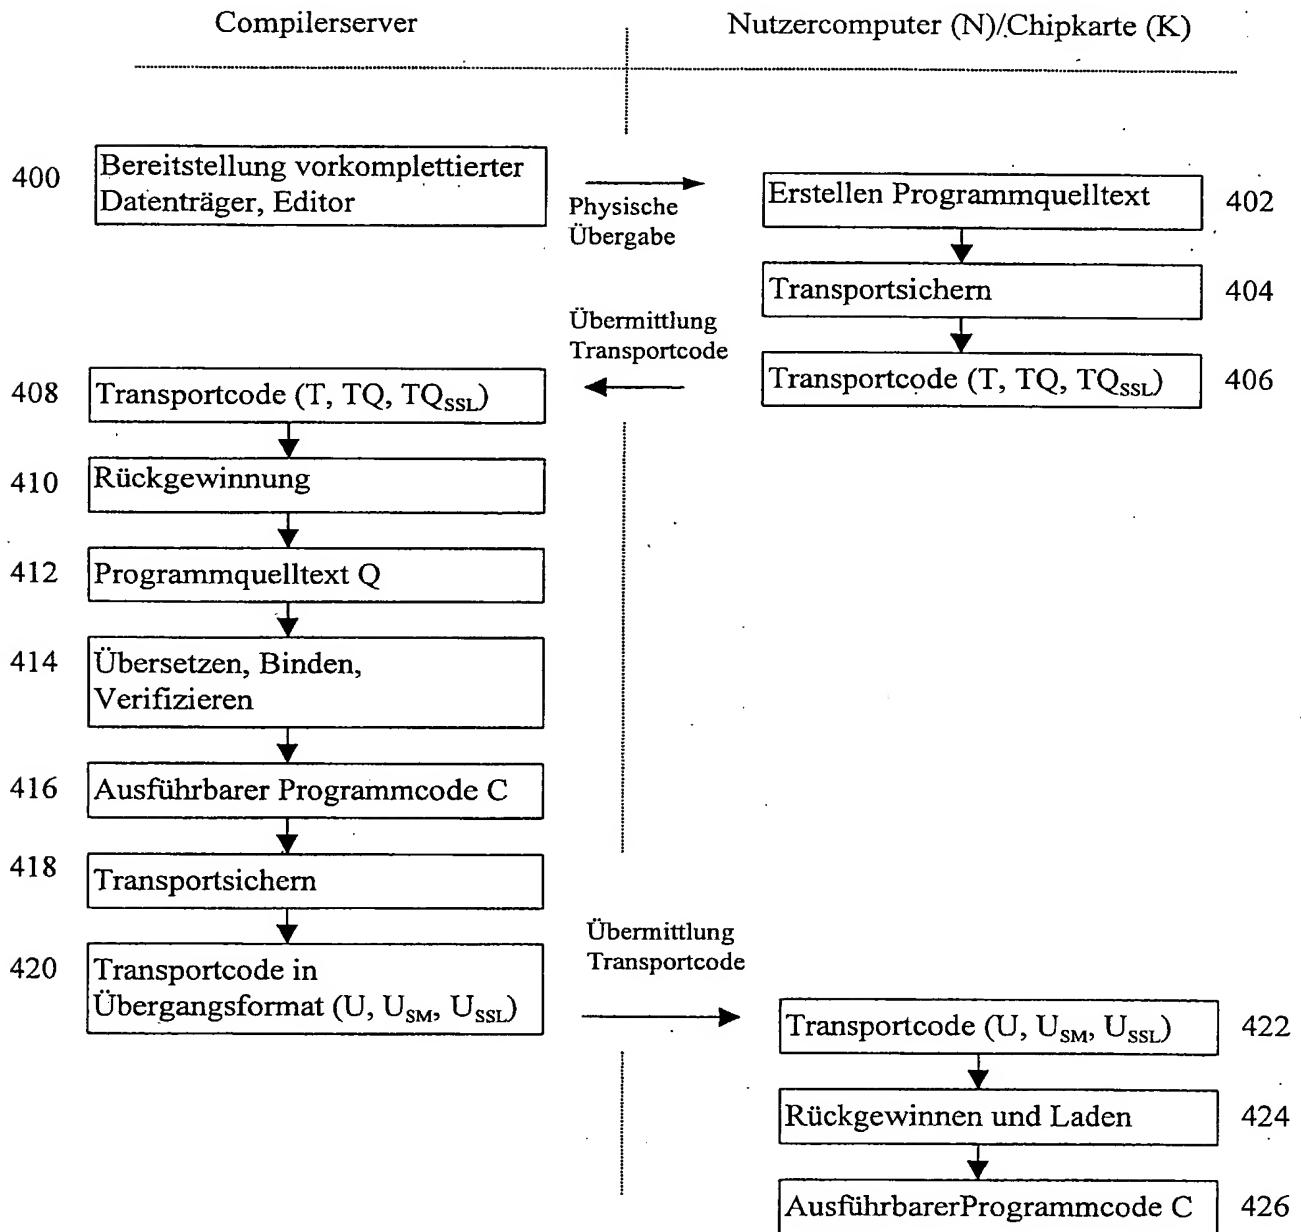 Compilerserver
Nutzercomputer (N)/Chipkarte (K)
400
Bereitstellung vorkomplettierter
Datenträger, Editor
Physische
Übergabe
Erstellen Programmquelltext
402
Transportsichern
404
Übermittlung
Transportcode
Transportcode (T, TQ, TQSSL)
406
408
Transportcode (T, TQ, TQSSL)
410
Rückgewinnung
412
Programmquelltext Q
414
Übersetzen, Binden,
Verifizieren
416
Ausführbarer Programmcode C
418
Transportsichern
420
Transportcode in
Übergangsformat (U, USM, USSL)
Übermittlung
Transportcode
Transportcode (U, USM, USSL)
422
Rückgewinnen und Laden
424
AusführbarerProgrammcode C
426